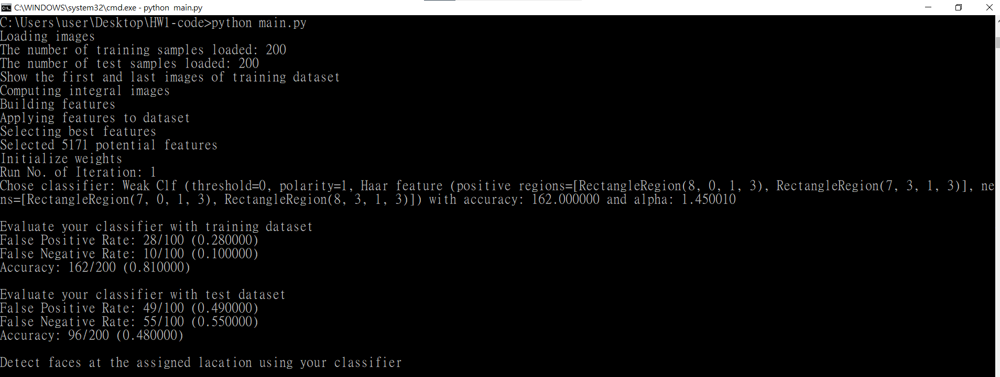 C:\WINDOWS\system32\cmd.exe - python  main.py
C:\Users\user\Desktop\HW1-code>python main.py
Loading images
The number of training samples loaded: 200
The number of test samples loaded: 200
Show the first and last images of training dataset
Computing integral images
Building features
Applying features to dataset
Selecting best features
Selected 5171 potential features
Initialize weights
Run No. of Iteration: 1
Chose classifier: Weak Clf (threshold=0, polarity=1, Haar feature (positive regions=[RectangleRegion(8, 0, 1, 3), RectangleRegion(7, 3, 1, 3)], ne
ns=[RectangleRegion(7, 0, 1, 3), RectangleRegion(8, 3, 1, 3)]) with accuracy: 162.000000 and alpha: 1.450010
Evaluate your classifier with training dataset
False Positive Rate: 28/100 (0.280000)
False Negative Rate: 10/100 (0.100000)
Accuracy: 162/200 (0.810000)
Evaluate your classifier with test dataset
False Positive Rate: 49/100 (0.490000)
False Negative Rate: 55/100 (0.550000)
Accuracy: 96/200 (0.480000)
Detect faces at the assigned lacation using your classifier